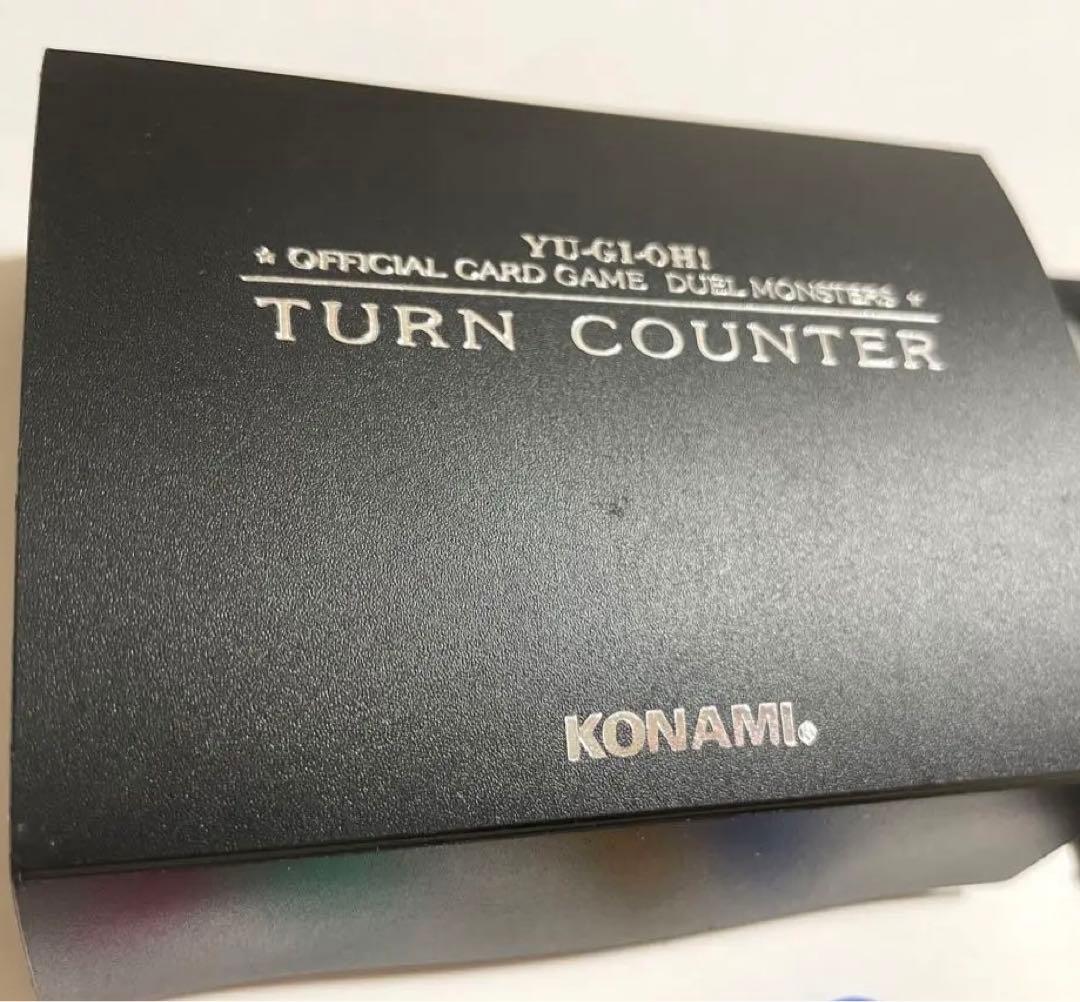 YU-GI-OH!
☆ OFFICIAL CARD GAME DUEL MONSTERS ☆
TURN COUNTER
KONAMI®